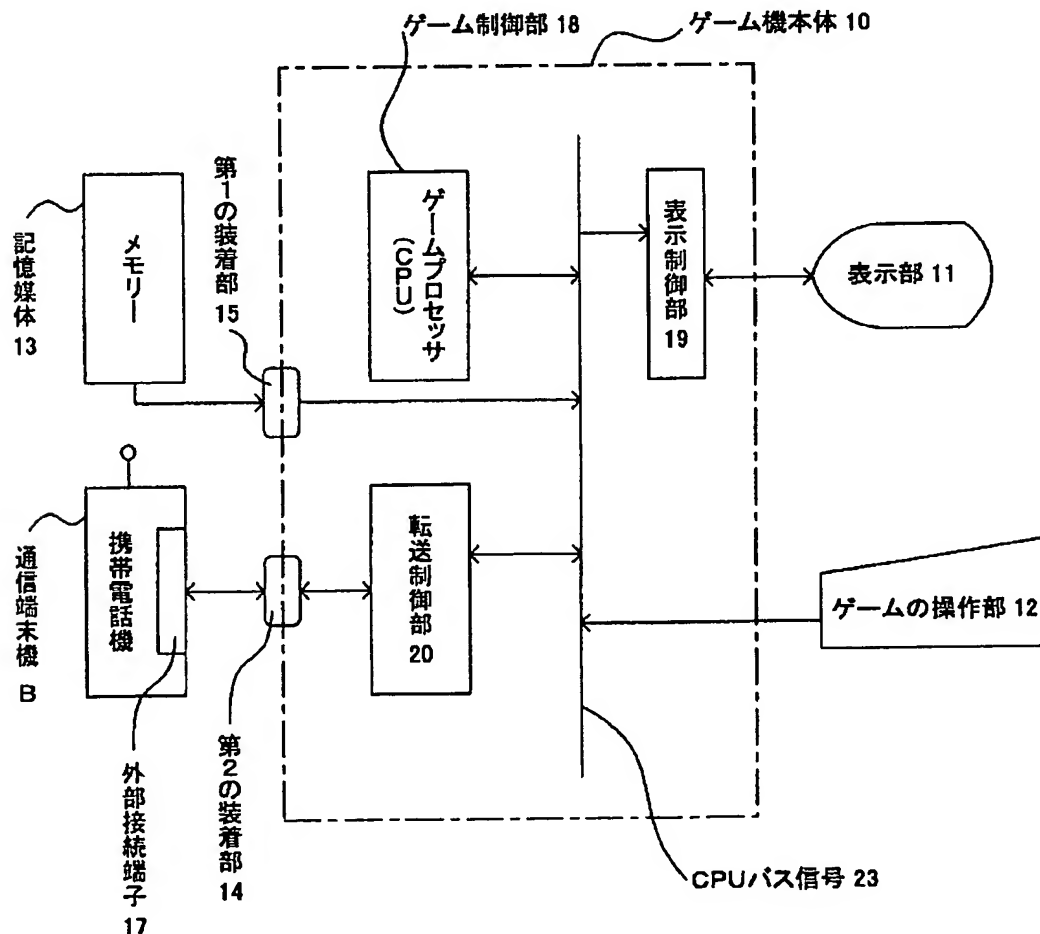 ゲーム制御部 18
ゲーム機本体 10
第1の装着部 15
記憶媒体 13
メモリー
ゲームプロセッサ
(CPU)
表示制御部 19
表示部 11
通信端末機 B
携帯電話機
転送制御部 20
ゲームの操作部 12
外部接続端子 17
第2の装着部 14
CPUバス信号 23